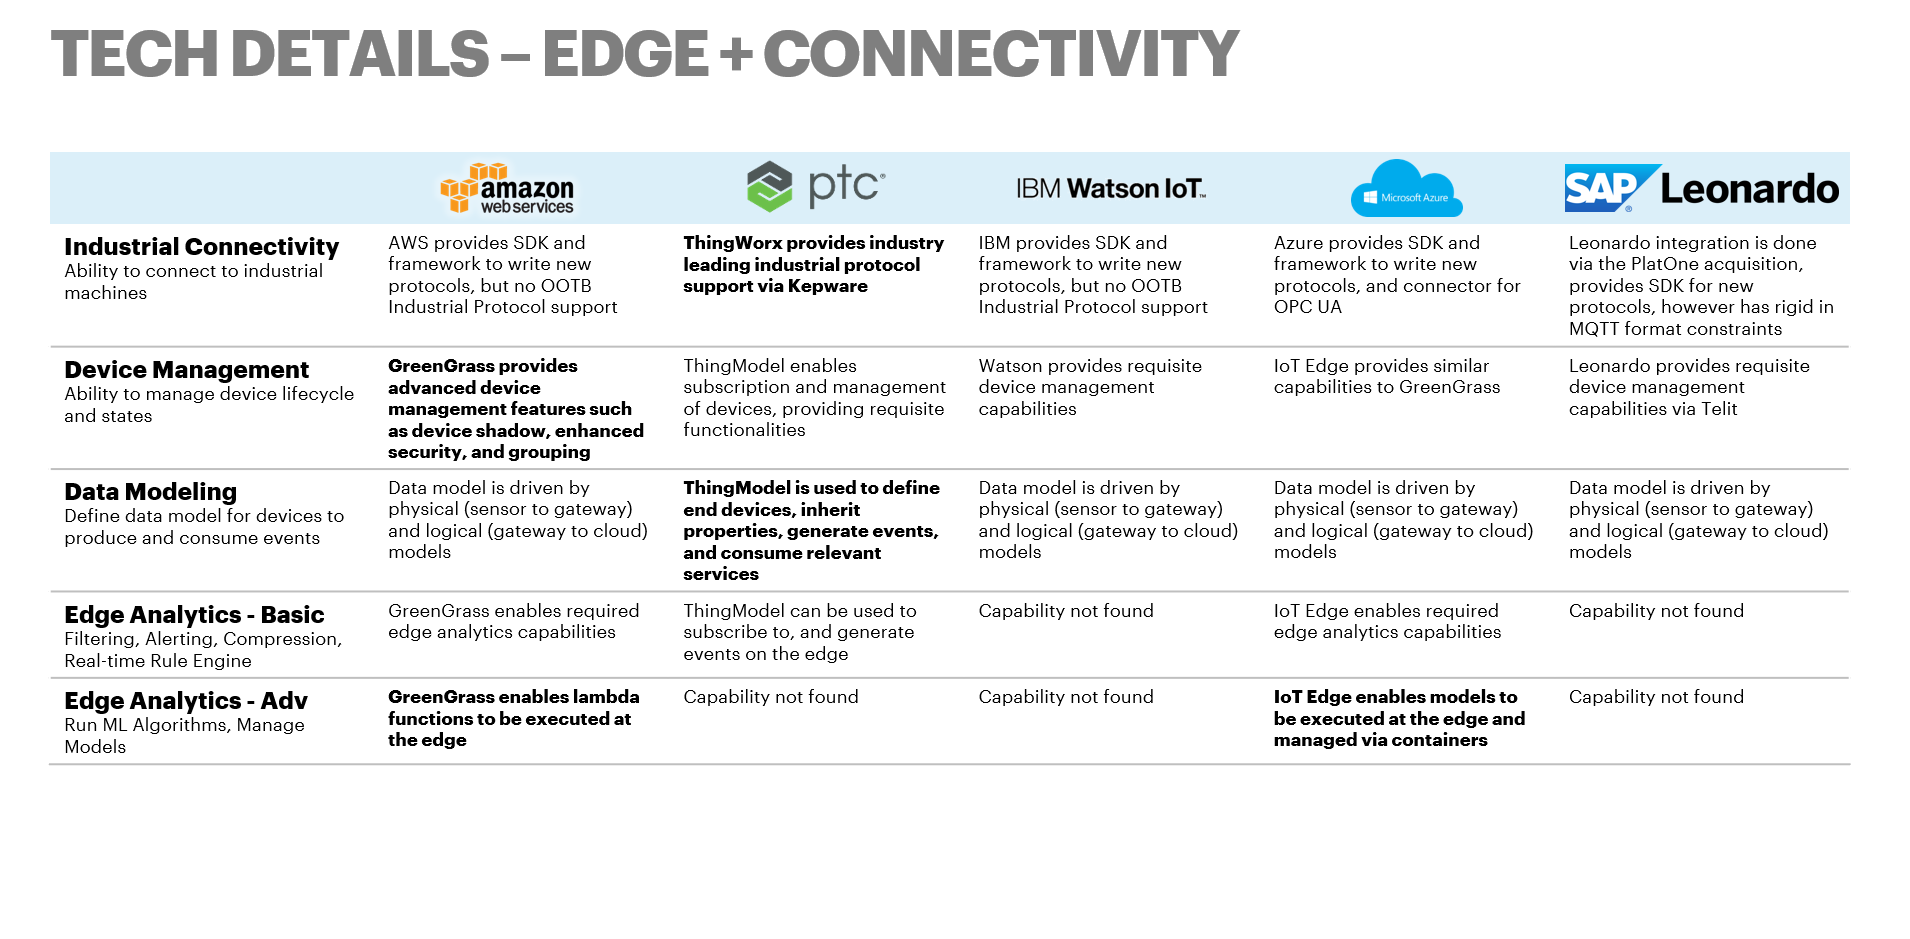 TECH DETAILS – EDGE + CONNECTIVITY
amazon
web services
ptc®
IBM Watson IoT™
Microsoft Azure
SAP® Leonardo
Industrial Connectivity
Ability to connect to industrial
machines
AWS provides SDK and
framework to write new
protocols, but no OOTB
Industrial Protocol support
ThingWorx provides industry
leading industrial protocol
support via Kepware
IBM provides SDK and
framework to write new
protocols, but no OOTB
Industrial Protocol support
Azure provides SDK and
framework to write new
protocols, and connector for
OPC UA
Leonardo integration is done
via the PlatOne acquisition,
provides SDK for new
protocols, however has rigid in
MQTT format constraints
Device Management
Ability to manage device lifecycle
and states
GreenGrass provides
advanced device
management features such
as device shadow, enhanced
security, and grouping
ThingModel enables
subscription and management
of devices, providing requisite
functionalities
Watson provides requisite
device management
capabilities
IoT Edge provides similar
capabilities to GreenGrass
Leonardo provides requisite
device management
capabilities via Telit
Data Modeling
Define data model for devices to
produce and consume events
Data model is driven by
physical (sensor to gateway)
and logical (gateway to cloud)
models
ThingModel is used to define
end devices, inherit
properties, generate events,
and consume relevant
services
Data model is driven by
physical (sensor to gateway)
and logical (gateway to cloud)
models
Data model is driven by
physical (sensor to gateway)
and logical (gateway to cloud)
models
Data model is driven by
physical (sensor to gateway)
and logical (gateway to cloud)
models
Edge Analytics - Basic
Filtering, Alerting, Compression,
Real-time Rule Engine
GreenGrass enables required
edge analytics capabilities
ThingModel can be used to
subscribe to, and generate
events on the edge
Capability not found
IoT Edge enables required
edge analytics capabilities
Capability not found
Edge Analytics - Adv
Run ML Algorithms, Manage
Models
GreenGrass enables lambda
functions to be executed at
the edge
Capability not found
Capability not found
IoT Edge enables models to
be executed at the edge and
managed via containers
Capability not found